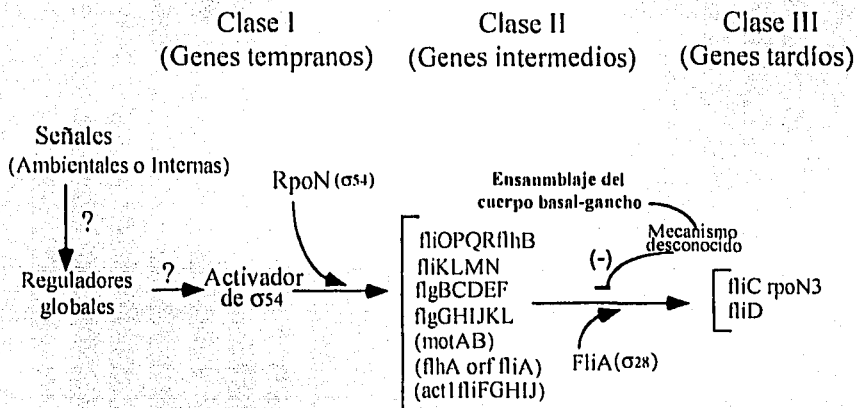 Clase I
(Genes tempranos)
Clase II
(Genes intermedios)
Clase III
(Genes tardíos)
Señales
(Ambientales o Internas)
?
Reguladores
globales
?
Activador
de σ54
RpoN (σ54)
fliOPQRflhB
fliKLMN
flgBCDEF
flgGHIJKL
(motAB)
(flhA orf fliA)
(act1fliFGHIJ)
Ensanmblaje del
cuerpo basal-gancho
Mecanismo
desconocido
(-)
FliA(σ28)
fliC rpoN3
fliD